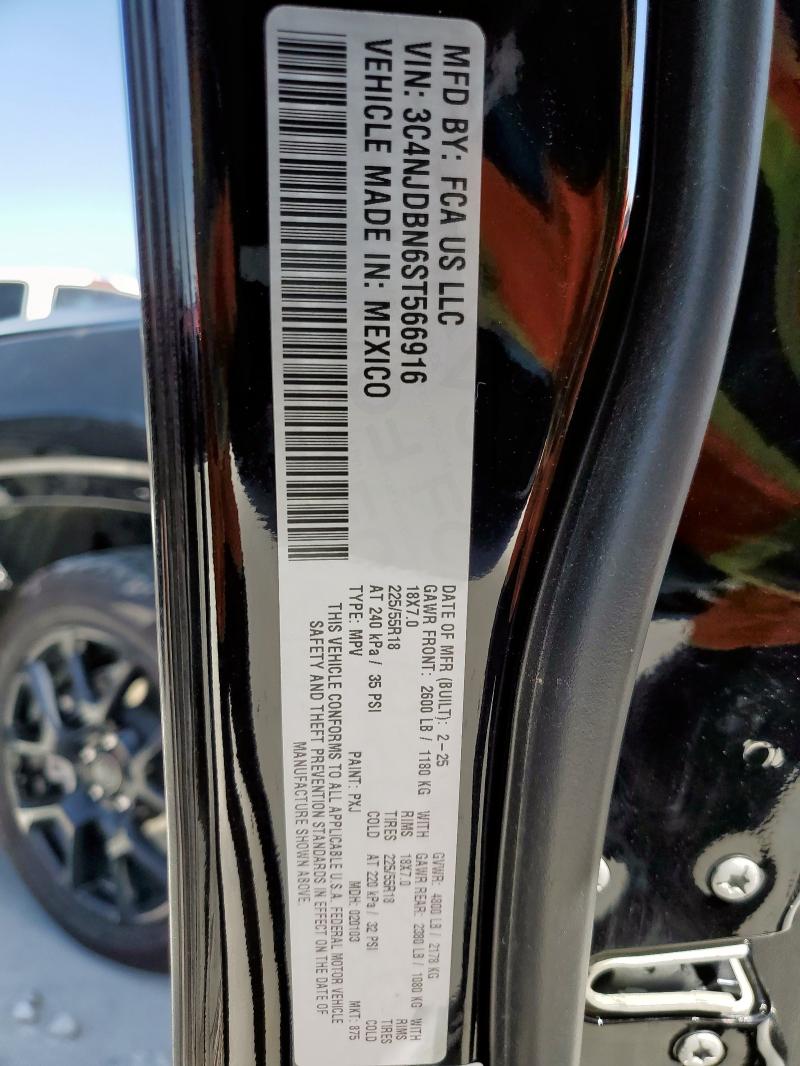 MFD BY: FCA US LLC
VIN: 3C4NJDBN6ST566916
VEHICLE MADE IN: MEXICO
DATE OF MFR (BUILT): 2-25 GVWR: 4800 LB / 2178 KG
GAWR FRONT: 2600 LB / 1180 KG WITH GAWR REAR: 2380 LB / 1080 KG WITH
18X7.0 RIMS 18X7.0 RIMS
225/55R18 TIRES 225/55R18 TIRES
AT 240 kPa / 35 PSI COLD AT 220 kPa / 32 PSI COLD
TYPE: MPV PAINT: PXJ MDH: 020103 MKT: 875
THIS VEHICLE CONFORMS TO ALL APPLICABLE U.S.A. FEDERAL MOTOR VEHICLE
SAFETY AND THEFT PREVENTION STANDARDS IN EFFECT ON THE DATE OF
MANUFACTURE SHOWN ABOVE.